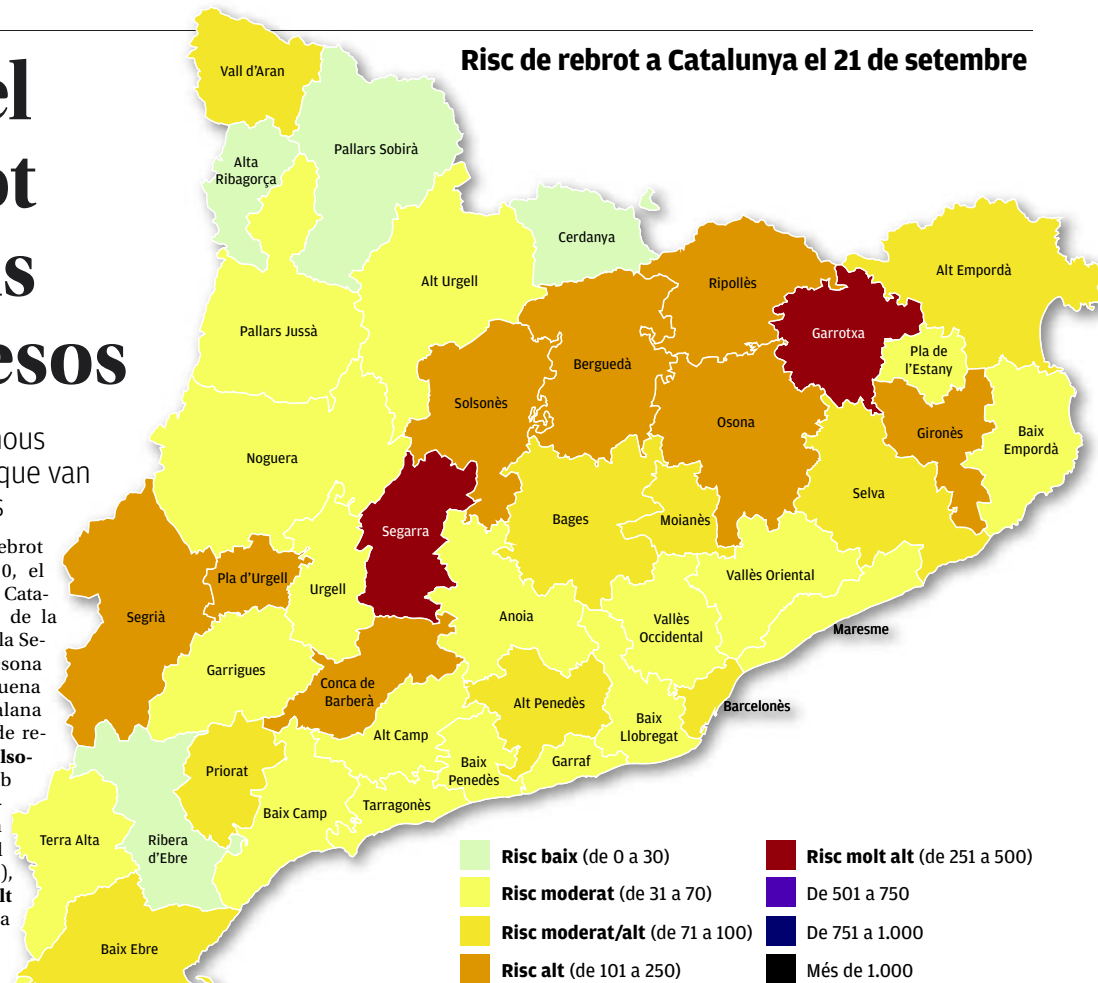 Risc de rebrot a Catalunya el 21 de setembre
Vall d'Aran
Alta
Ribagorça
Pallars Sobirà
Cerdanya
Alt Urgell
Ripollès
Garrotxa
Alt Empordà
Pallars Jussà
Berguedà
Pla de
l'Estany
Solsonès
Osona
Gironès
Baix
Empordà
Noguera
Segarra
Bages
Moianès
Selva
Pla d'Urgell
Urgell
Segrià
Vallès Oriental
Anoia
Vallès
Occidental
Maresme
Garrigues
Conca de
Barberà
Alt Penedès
Barcelonès
Alt Camp
Baix
Llobregat
Priorat
Baix
Penedès
Garraf
Baix Camp
Tarragonès
Terra Alta
Ribera
d'Ebre
Baix Ebre
Risc baix (de 0 a 30)
Risc moderat (de 31 a 70)
Risc moderat/alt (de 71 a 100)
Risc alt (de 101 a 250)
Risc molt alt (de 251 a 500)
De 501 a 750
De 751 a 1.000
Més de 1.000
el
ot
ns
esos
nous
que van
s
ebrot
0, el
Cata-
de la
la Se-
esona
uena
alana
de re-
lso-
b
l
),
lt
a